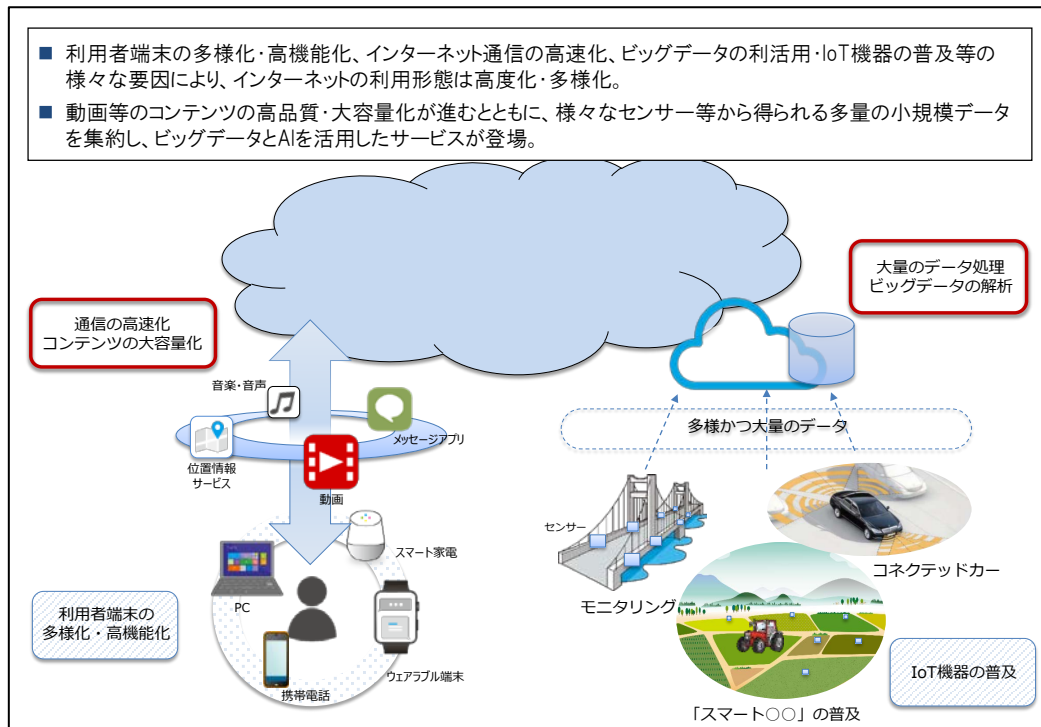 ■ 利用者端末の多様化・高機能化、インターネット通信の高速化、ビッグデータの利活用・IoT機器の普及等の
様々な要因により、インターネットの利用形態は高度化・多様化。
■ 動画等のコンテンツの高品質・大容量化が進むとともに、様々なセンサー等から得られる多量の小規模データ
を集約し、ビッグデータとAIを活用したサービスが登場。
大量のデータ処理
ビッグデータの解析
通信の高速化
コンテンツの大容量化
音楽・音声
メッセージアプリ
位置情報
サービス
動画
多様かつ大量のデータ
センサー
スマート家電
コネクテッドカー
モニタリング
PC
利用者端末の
多様化・高機能化
ウェアラブル端末
携帯電話
IoT機器の普及
「スマート○○」の普及